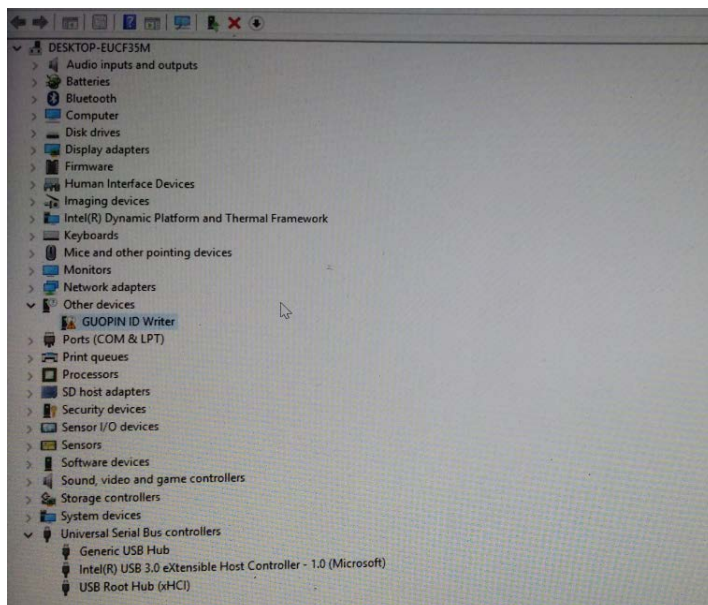 DESKTOP-EUCF35M
Audio inputs and outputs
Batteries
Bluetooth
Computer
Disk drives
Display adapters
Firmware
Human Interface Devices
Imaging devices
Intel(R) Dynamic Platform and Thermal Framework
Keyboards
Mice and other pointing devices
Monitors
Network adapters
Other devices
GUOPIN ID Writer
Ports (COM & LPT)
Print queues
Processors
SD host adapters
Security devices
Sensor I/O devices
Sensors
Software devices
Sound, video and game controllers
Storage controllers
System devices
Universal Serial Bus controllers
Generic USB Hub
Intel(R) USB 3.0 eXtensible Host Controller - 1.0 (Microsoft)
USB Root Hub (xHCI)